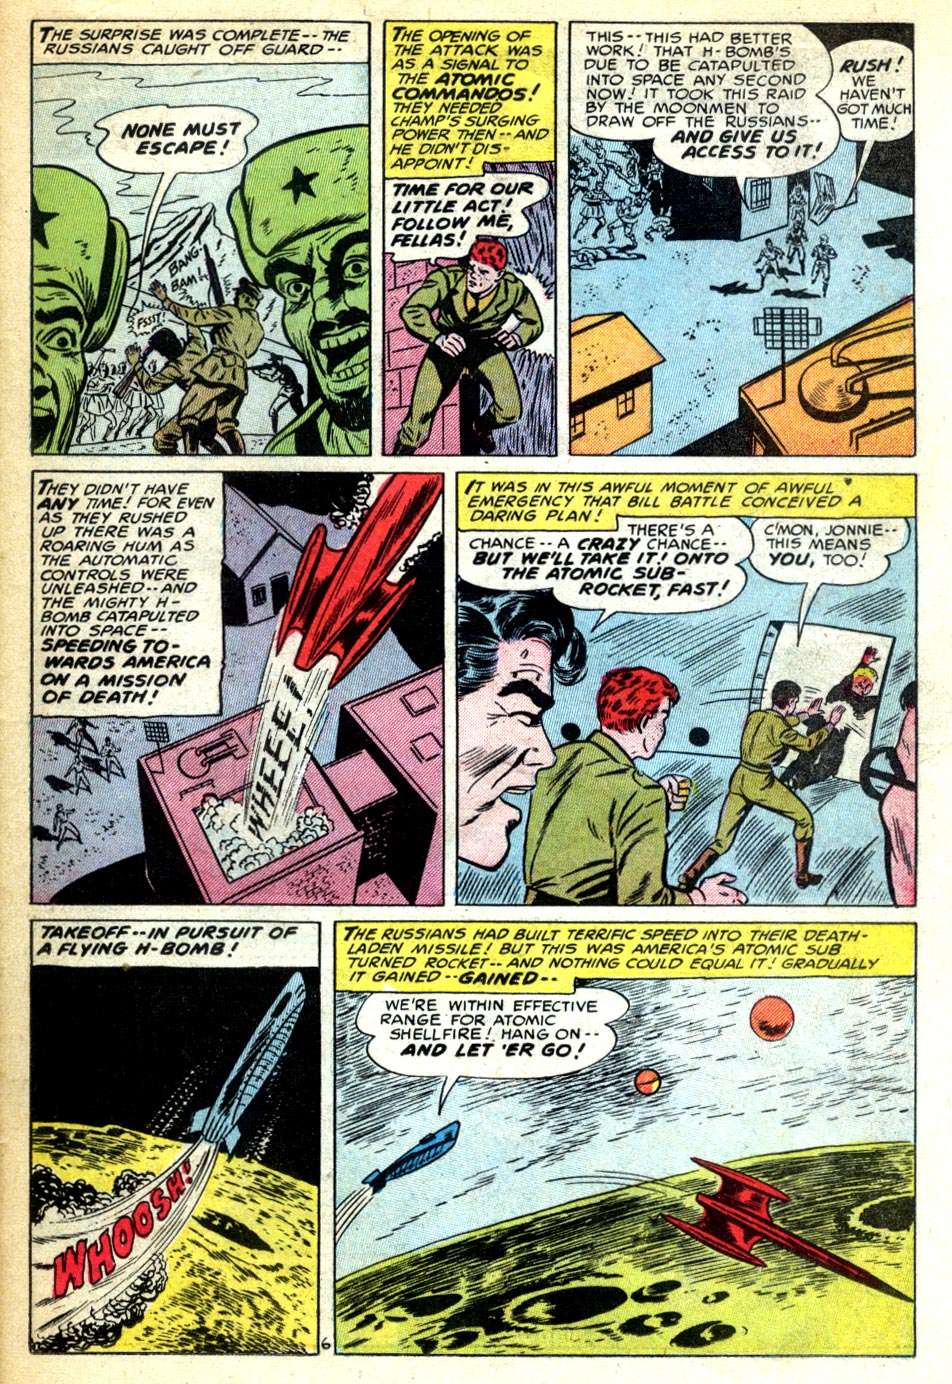 THE SURPRISE WAS COMPLETE--THE
RUSSIANS CAUGHT OFF GUARD--
NONE MUST
ESCAPE!
BANG
BAM!
FSST!
THE OPENING OF
THE ATTACK WAS
AS A SIGNAL TO
THE ATOMIC
COMMANDOS!
THEY NEEDED
CHAMP'S SURGING
POWER THEN--AND
HE DIDN'T DIS-
APPOINT!
TIME FOR OUR
LITTLE ACT!
FOLLOW ME,
FELLAS!
THIS--THIS HAD BETTER
WORK! THAT H-BOMB'S
DUE TO BE CATAPULTED
INTO SPACE ANY SECOND
NOW! IT TOOK THIS RAID
BY THE MOONMEN TO
DRAW OFF THE RUSSIANS--
AND GIVE US
ACCESS TO IT!
RUSH!
WE
HAVEN'T
GOT MUCH
TIME!
THEY DIDN'T HAVE
ANY TIME! FOR EVEN
AS THEY RUSHED
UP THERE WAS A
ROARING HUM AS
THE AUTOMATIC
CONTROLS WERE
UNLEASHED--AND
THE MIGHTY H-
BOMB CATAPULTED
INTO SPACE--
SPEEDING TO-
WARDS AMERICA
ON A MISSION
OF DEATH!
WHEEEE!
IT WAS IN THIS AWFUL MOMENT OF AWFUL
EMERGENCY THAT BILL BATTLE CONCEIVED A
DARING PLAN!
THERE'S A
CHANCE--A CRAZY CHANCE--
BUT WE'LL TAKE IT! ONTO
THE ATOMIC SUB-
ROCKET, FAST!
C'MON, JONNIE--
THIS MEANS
YOU, TOO!
TAKEOFF--IN PURSUIT OF
A FLYING H-BOMB!
WHOOSH!
6
THE RUSSIANS HAD BUILT TERRIFIC SPEED INTO THEIR DEATH-
LADEN MISSILE! BUT THIS WAS AMERICA'S ATOMIC SUB
TURNED ROCKET--AND NOTHING COULD EQUAL IT! GRADUALLY
IT GAINED--GAINED--
WE'RE WITHIN EFFECTIVE
RANGE FOR ATOMIC
SHELLFIRE! HANG ON--
AND LET 'ER GO!